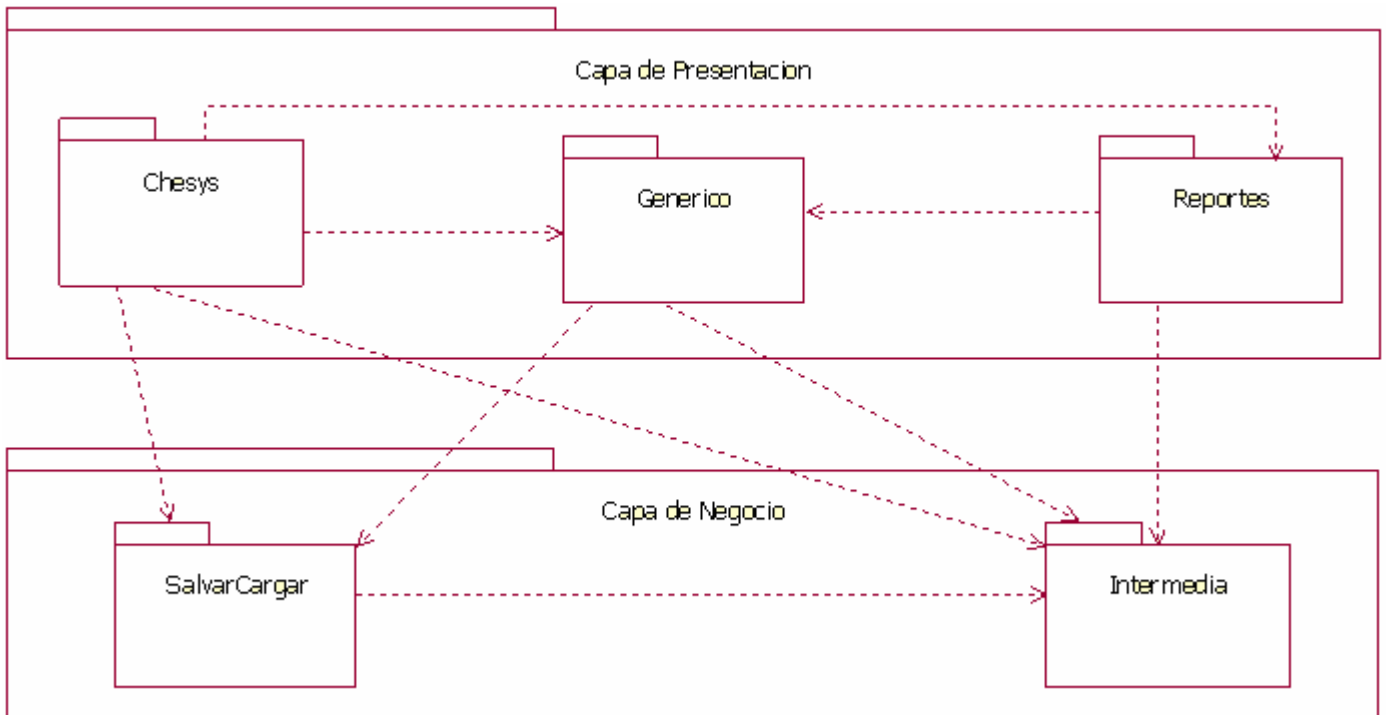 Capa de Presentacion
Chesys
Generico
Reportes
Capa de Negocio
SalvarCargar
Intermedia